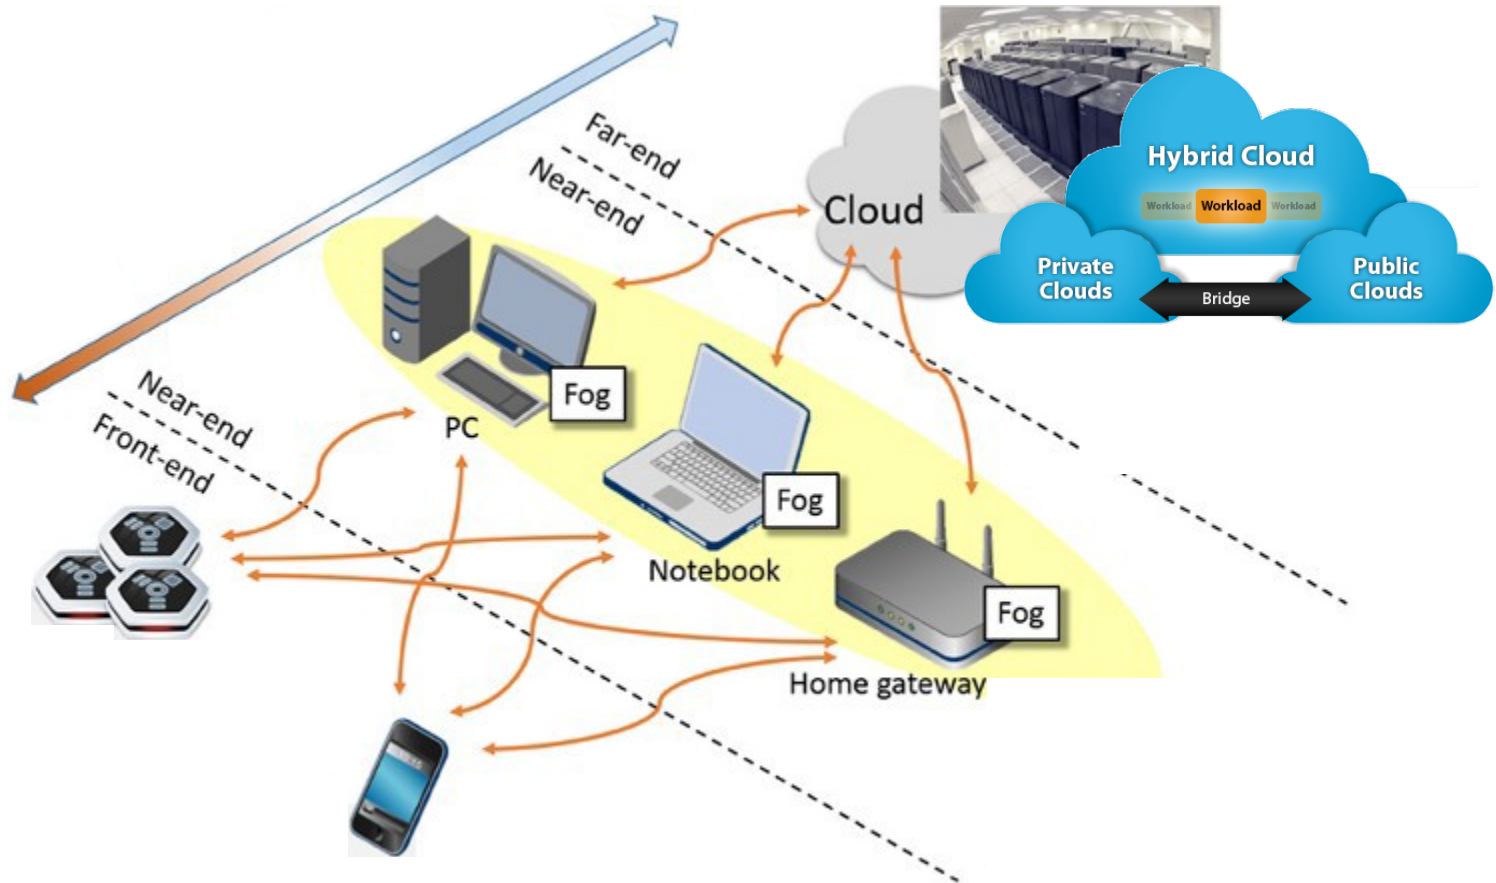 Far-end
Near-end
Cloud
Hybrid Cloud
Workload Workload Workload
Private
Clouds
Public
Clouds
Bridge
Fog
PC
Near-end
Front-end
Fog
Notebook
Fog
Home gateway